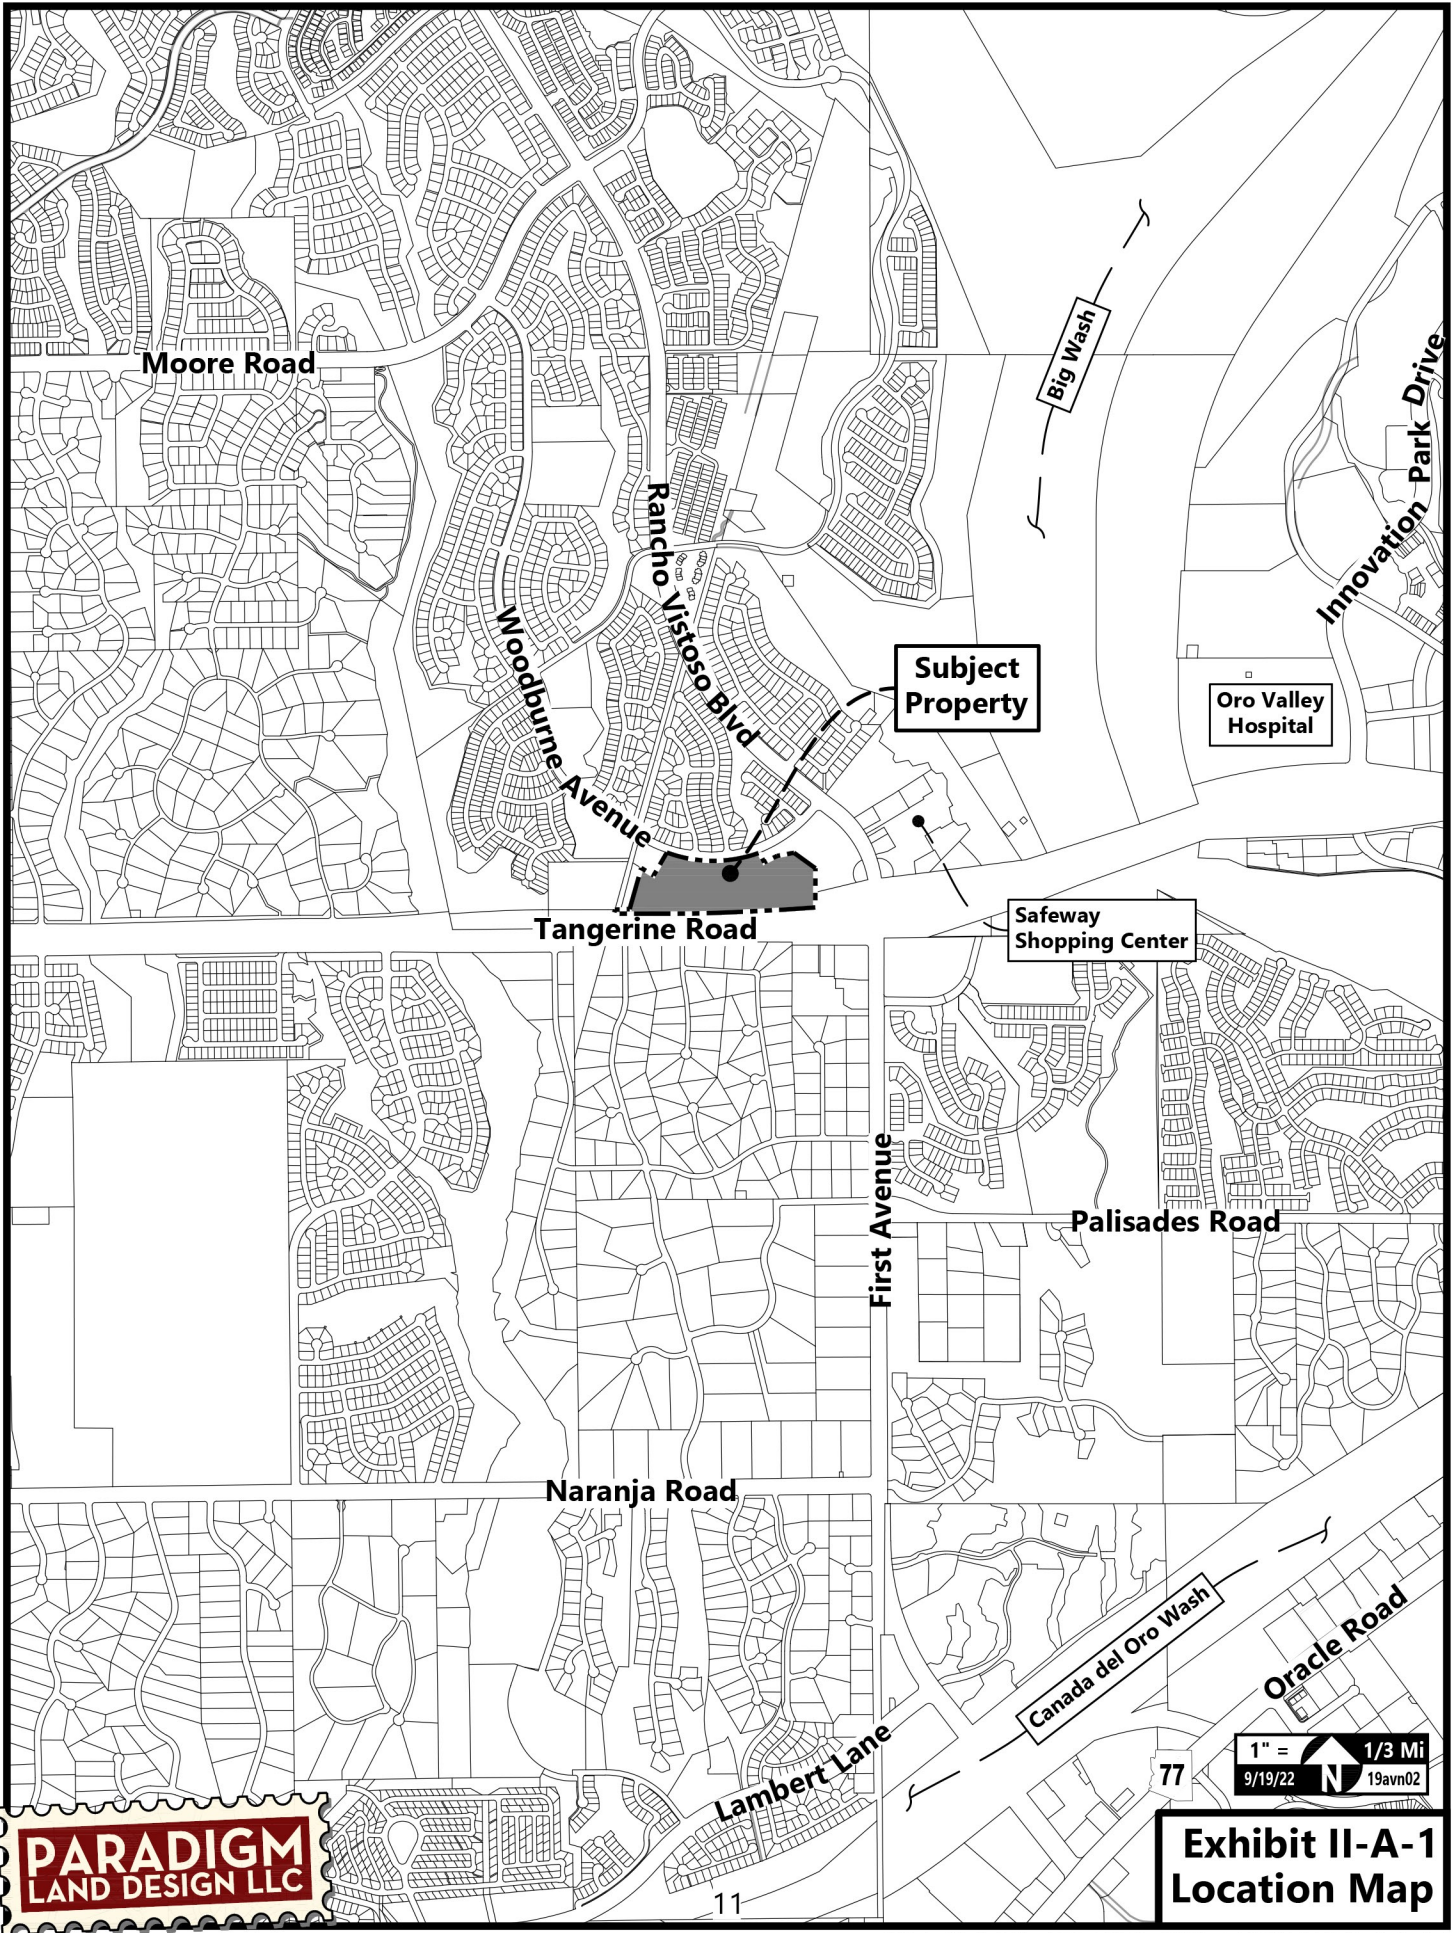 Moore Road
Big Wash
Innovation Park Drive
Rancho Vistoso Blvd
Woodburne Avenue
Subject
Property
Oro Valley
Hospital
Tangerine Road
Safeway
Shopping Center
First Avenue
Palisades Road
Naranja Road
Canada del Oro Wash
Oracle Road
Lambert Lane
77
1" = 1/3 Mi
9/19/22 N 19avn02
PARADIGM
LAND DESIGN LLC
11
Exhibit II-A-1
Location Map